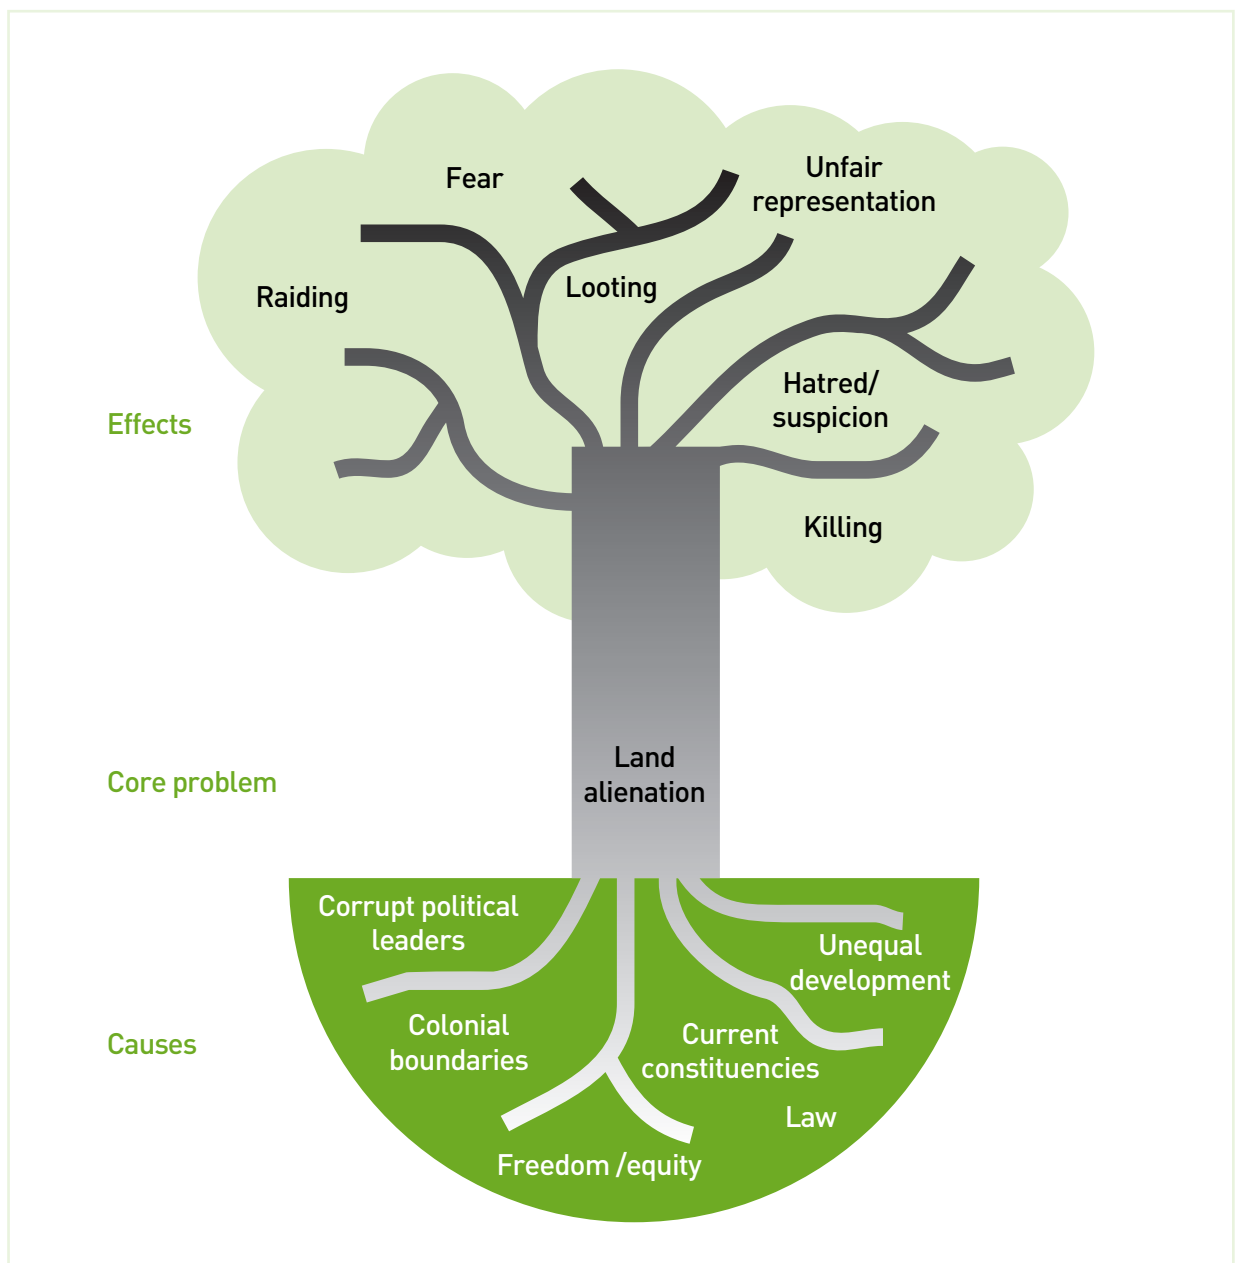 Fear
Unfair
representation
Raiding
Looting
Hatred/
suspicion
Effects
Killing
Land
alienation
Core problem
Corrupt political
leaders
Unequal
development
Colonial
boundaries
Current
constituencies
Causes
Law
Freedom /equity